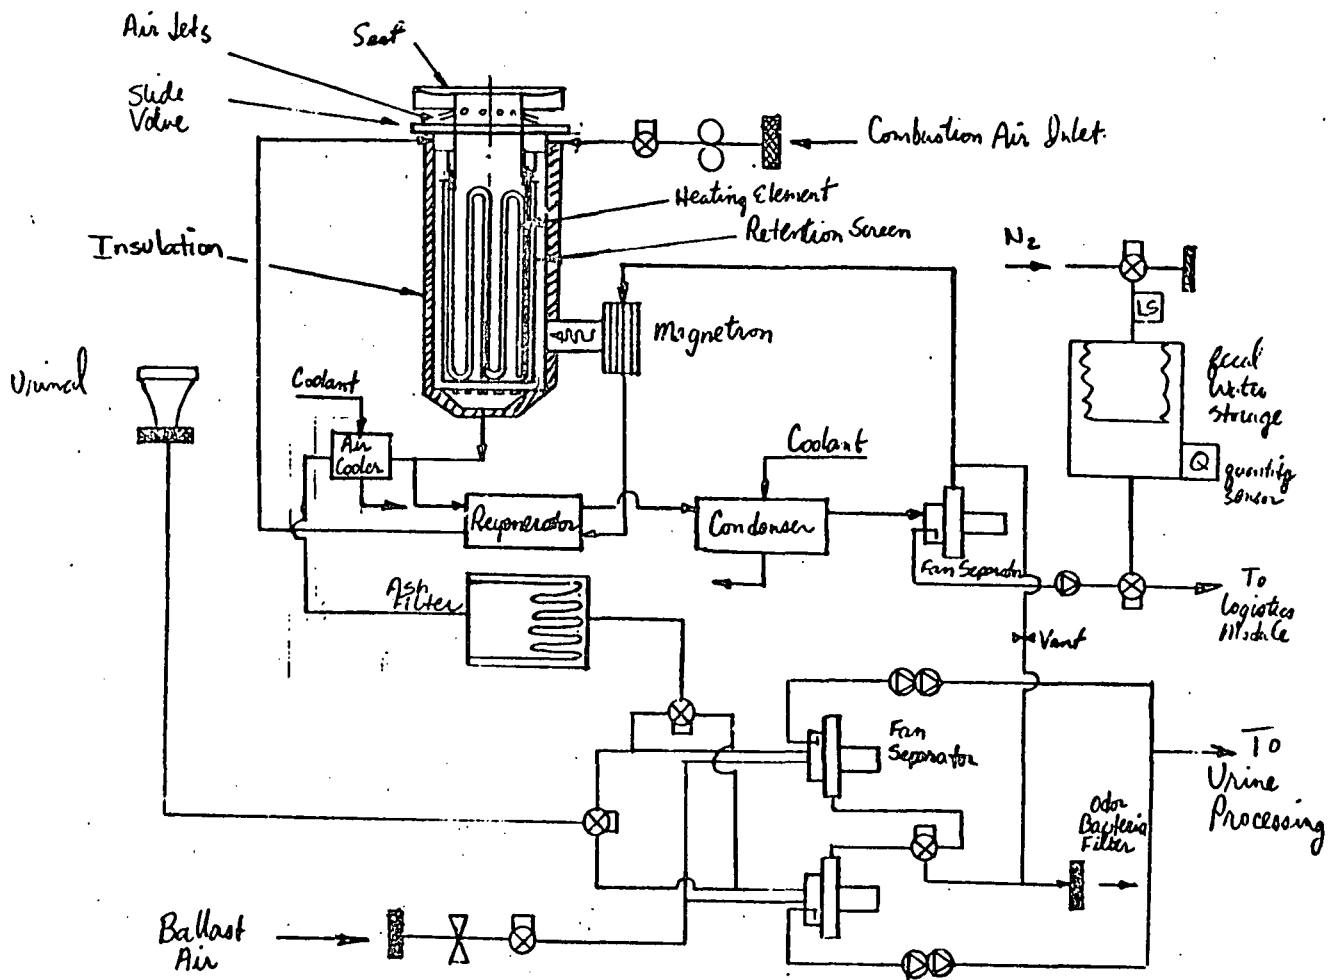 Air Jets
Seat
Slide
Valve
Combustion Air Inlet
Heating Element
Retention Screen
Insulation
N2
LS
Magnetron
Urinal
fecal
Water
storage
Coolant
Air
Cooler
Coolant
Q
quantity
sensor
Regenerator
Condenser
Fan Separator
Ash
Filter
To
Logistics
Module
Vent
Fan
Separator
To
Urine
Processing
Odor
Bacteria
Filter
Ballast
Air